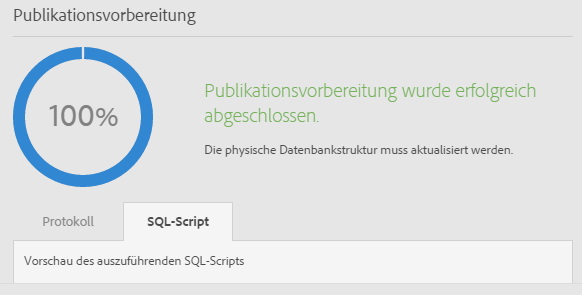 Publikationsvorbereitung
100%
Publikationsvorbereitung wurde erfolgreich
abgeschlossen.
Die physische Datenbankstruktur muss aktualisiert werden.
Protokoll
SQL-Script
Vorschau des auszuführenden SQL-Scripts